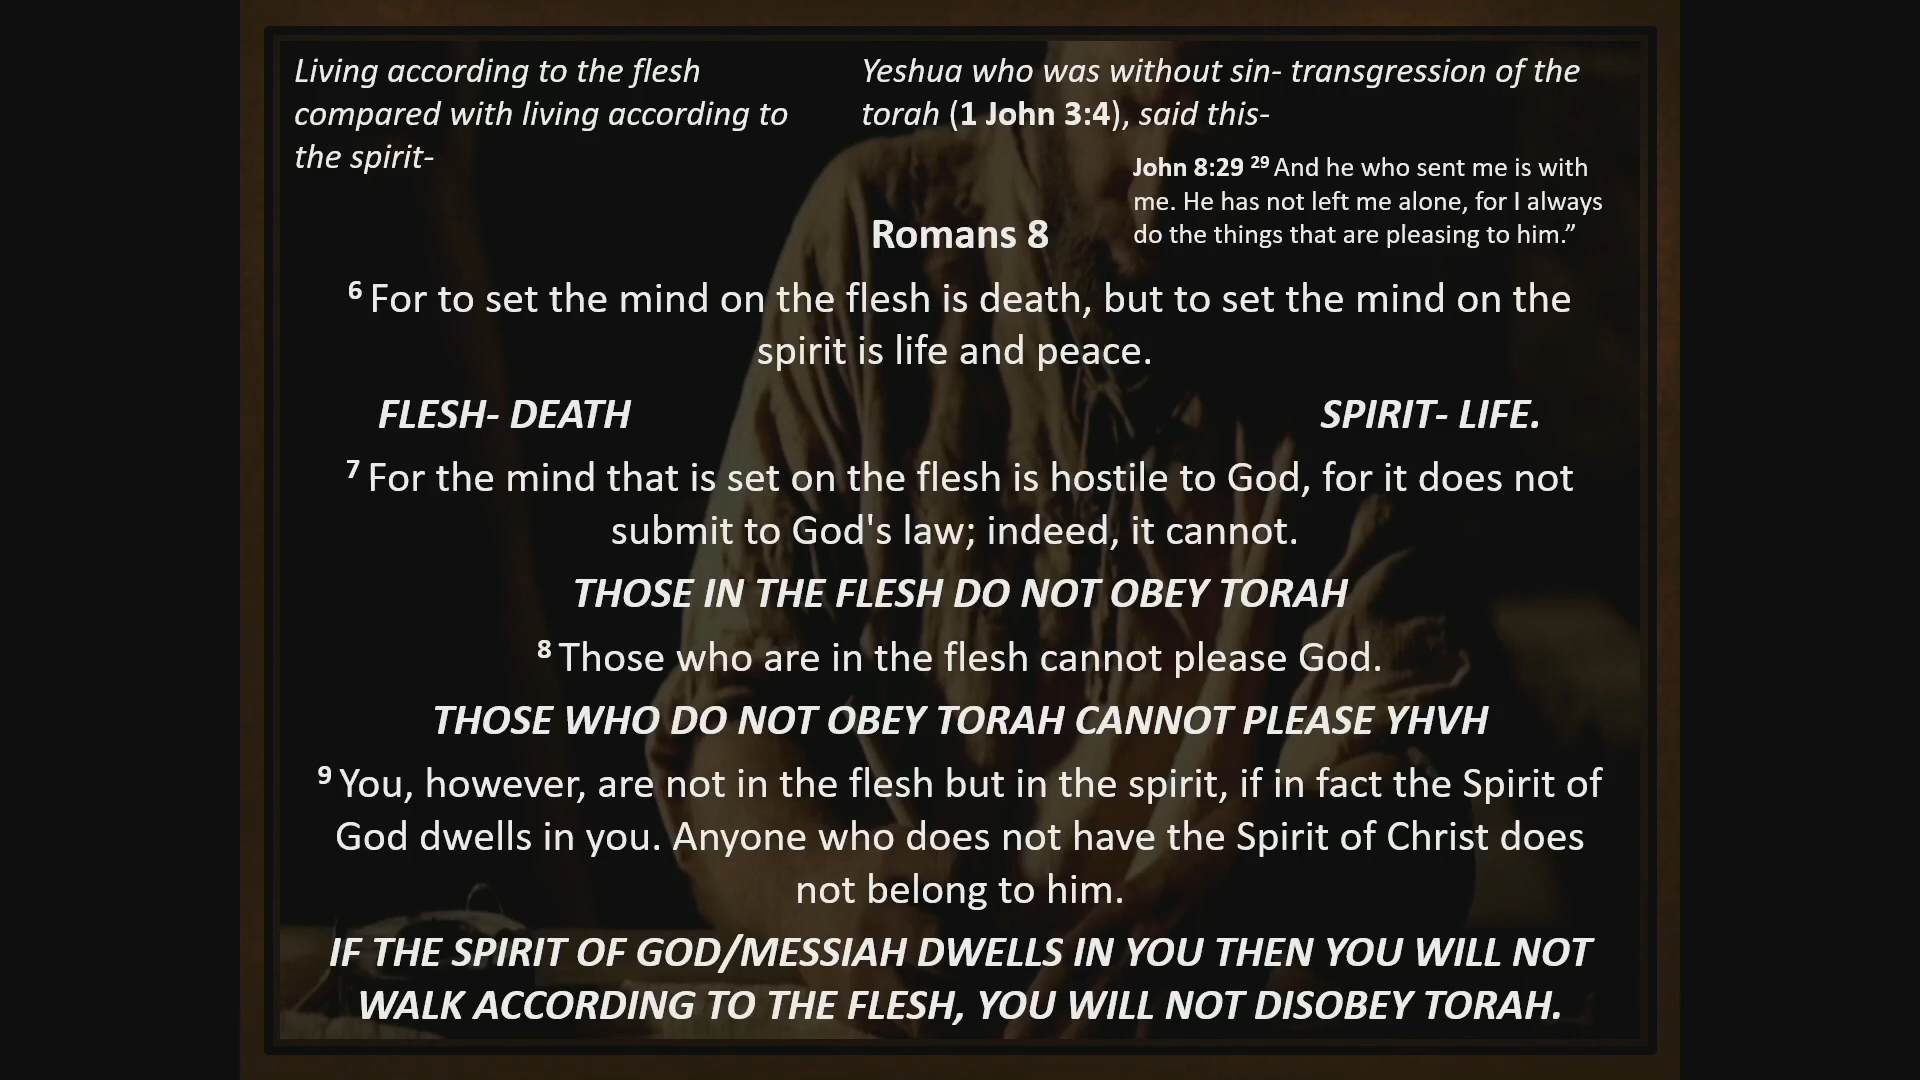 Living according to the flesh
compared with living according to
the spirit-
Yeshua who was without sin- transgression of the
torah (1 John 3:4), said this-
John 8:29 29 And he who sent me is with
me. He has not left me alone, for I always
do the things that are pleasing to him.”
Romans 8
6 For to set the mind on the flesh is death, but to set the mind on the
spirit is life and peace.
FLESH- DEATH SPIRIT- LIFE.
7 For the mind that is set on the flesh is hostile to God, for it does not
submit to God's law; indeed, it cannot.
THOSE IN THE FLESH DO NOT OBEY TORAH
8 Those who are in the flesh cannot please God.
THOSE WHO DO NOT OBEY TORAH CANNOT PLEASE YHVH
9 You, however, are not in the flesh but in the spirit, if in fact the Spirit of
God dwells in you. Anyone who does not have the Spirit of Christ does
not belong to him.
IF THE SPIRIT OF GOD/MESSIAH DWELLS IN YOU THEN YOU WILL NOT
WALK ACCORDING TO THE FLESH, YOU WILL NOT DISOBEY TORAH.